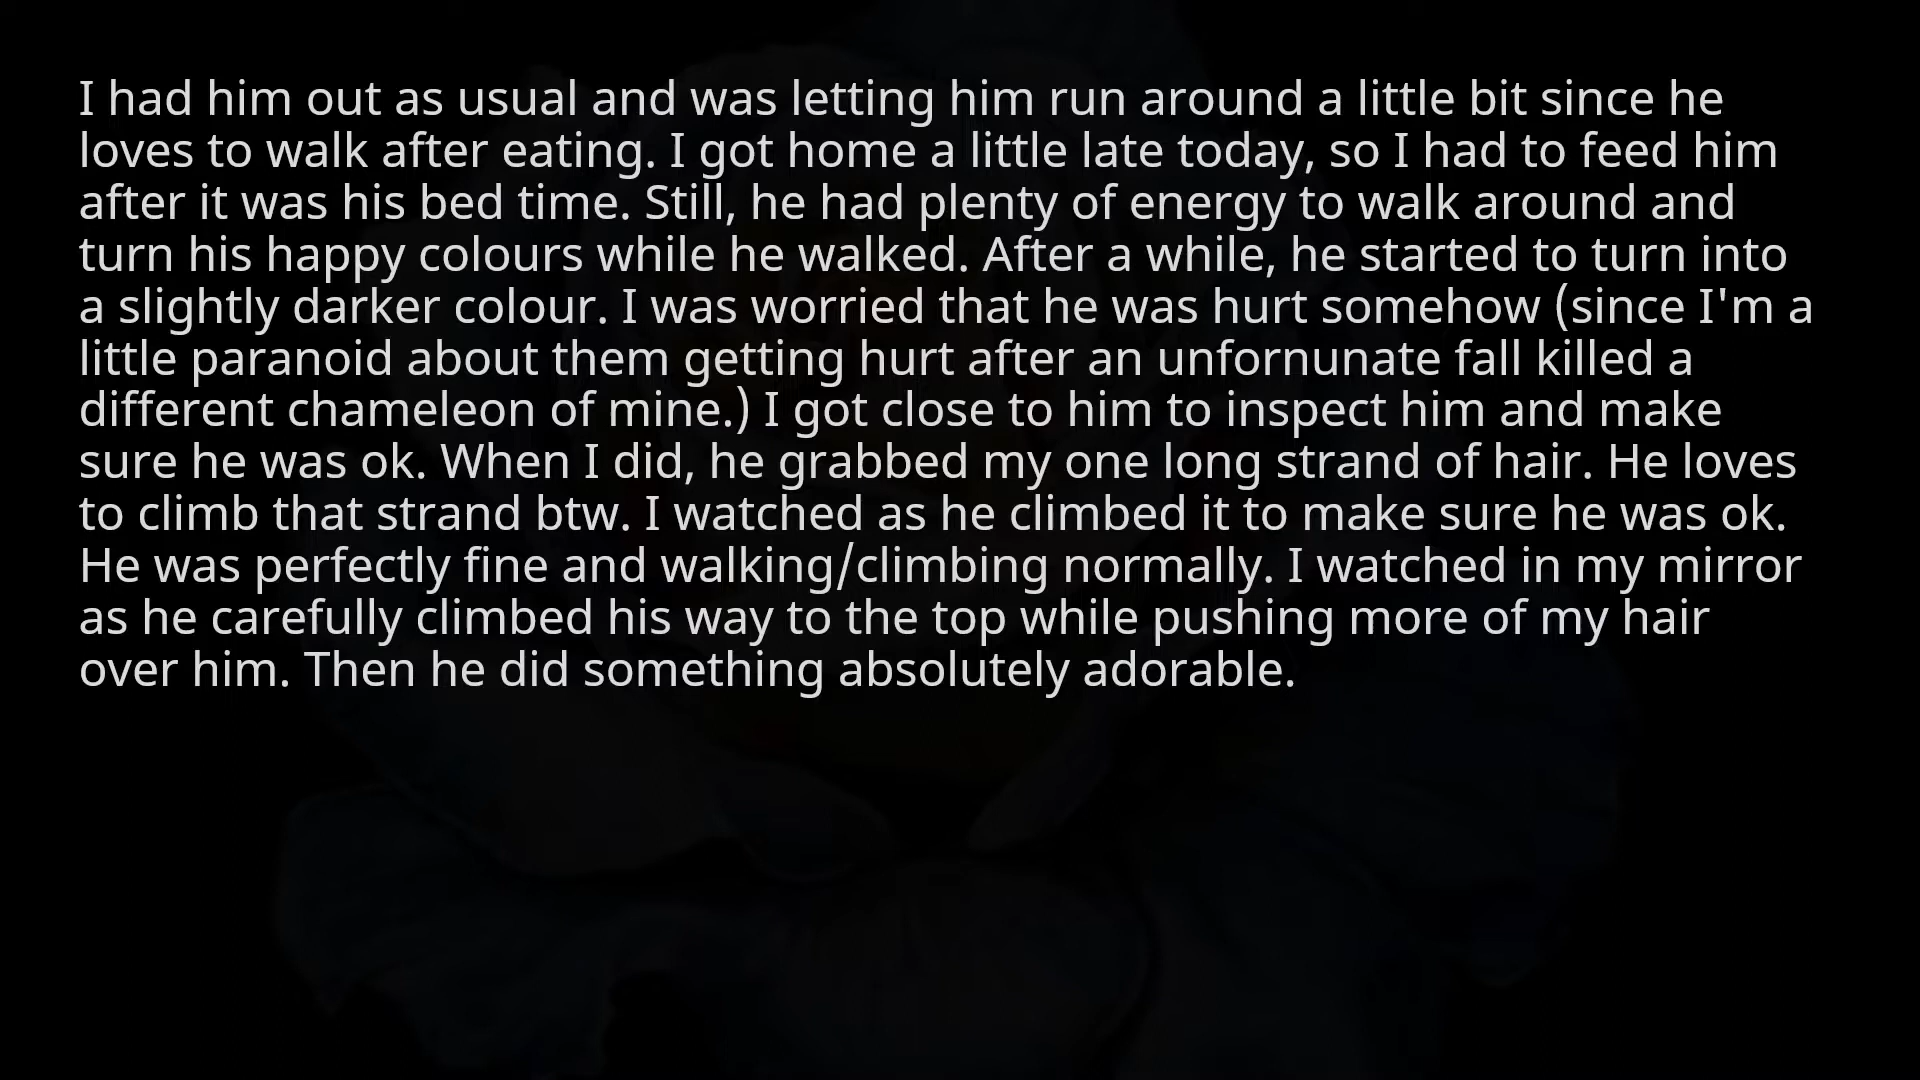 I had him out as usual and was letting him run around a little bit since he
loves to walk after eating. I got home a little late today, so I had to feed him
after it was his bed time. Still, he had plenty of energy to walk around and
turn his happy colours while he walked. After a while, he started to turn into
a slightly darker colour. I was worried that he was hurt somehow (since I'm a
little paranoid about them getting hurt after an unfornunate fall killed a
different chameleon of mine.) I got close to him to inspect him and make
sure he was ok. When I did, he grabbed my one long strand of hair. He loves
to climb that strand btw. I watched as he climbed it to make sure he was ok.
He was perfectly fine and walking/climbing normally. I watched in my mirror
as he carefully climbed his way to the top while pushing more of my hair
over him. Then he did something absolutely adorable.